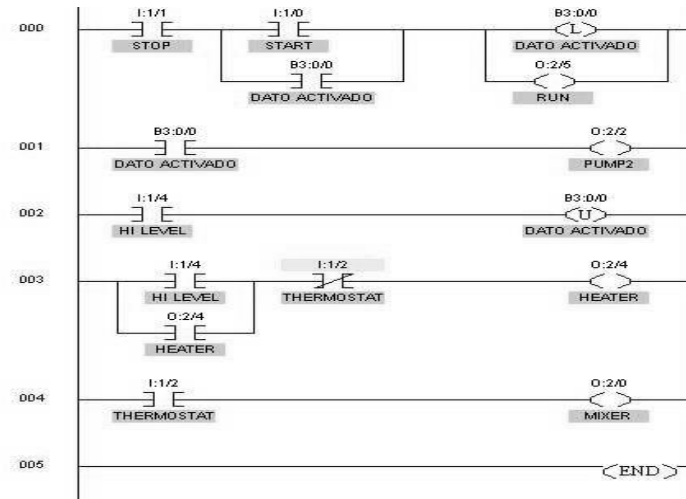 I:1/1 I:1/0 B3:0/0
000 L
STOP START DATO ACTIVADO
B3:0/0 O:2/5
DATO ACTIVADO RUN
B3:0/0 O:2/2
001
DATO ACTIVADO PUMP2
I:1/4 B3:0/0
002 U
HI LEVEL DATO ACTIVADO
I:1/4 I:1/2 O:2/4
003
HI LEVEL THERMOSTAT HEATER
O:2/4
HEATER
I:1/2 O:2/0
004
THERMOSTAT MIXER
005 END